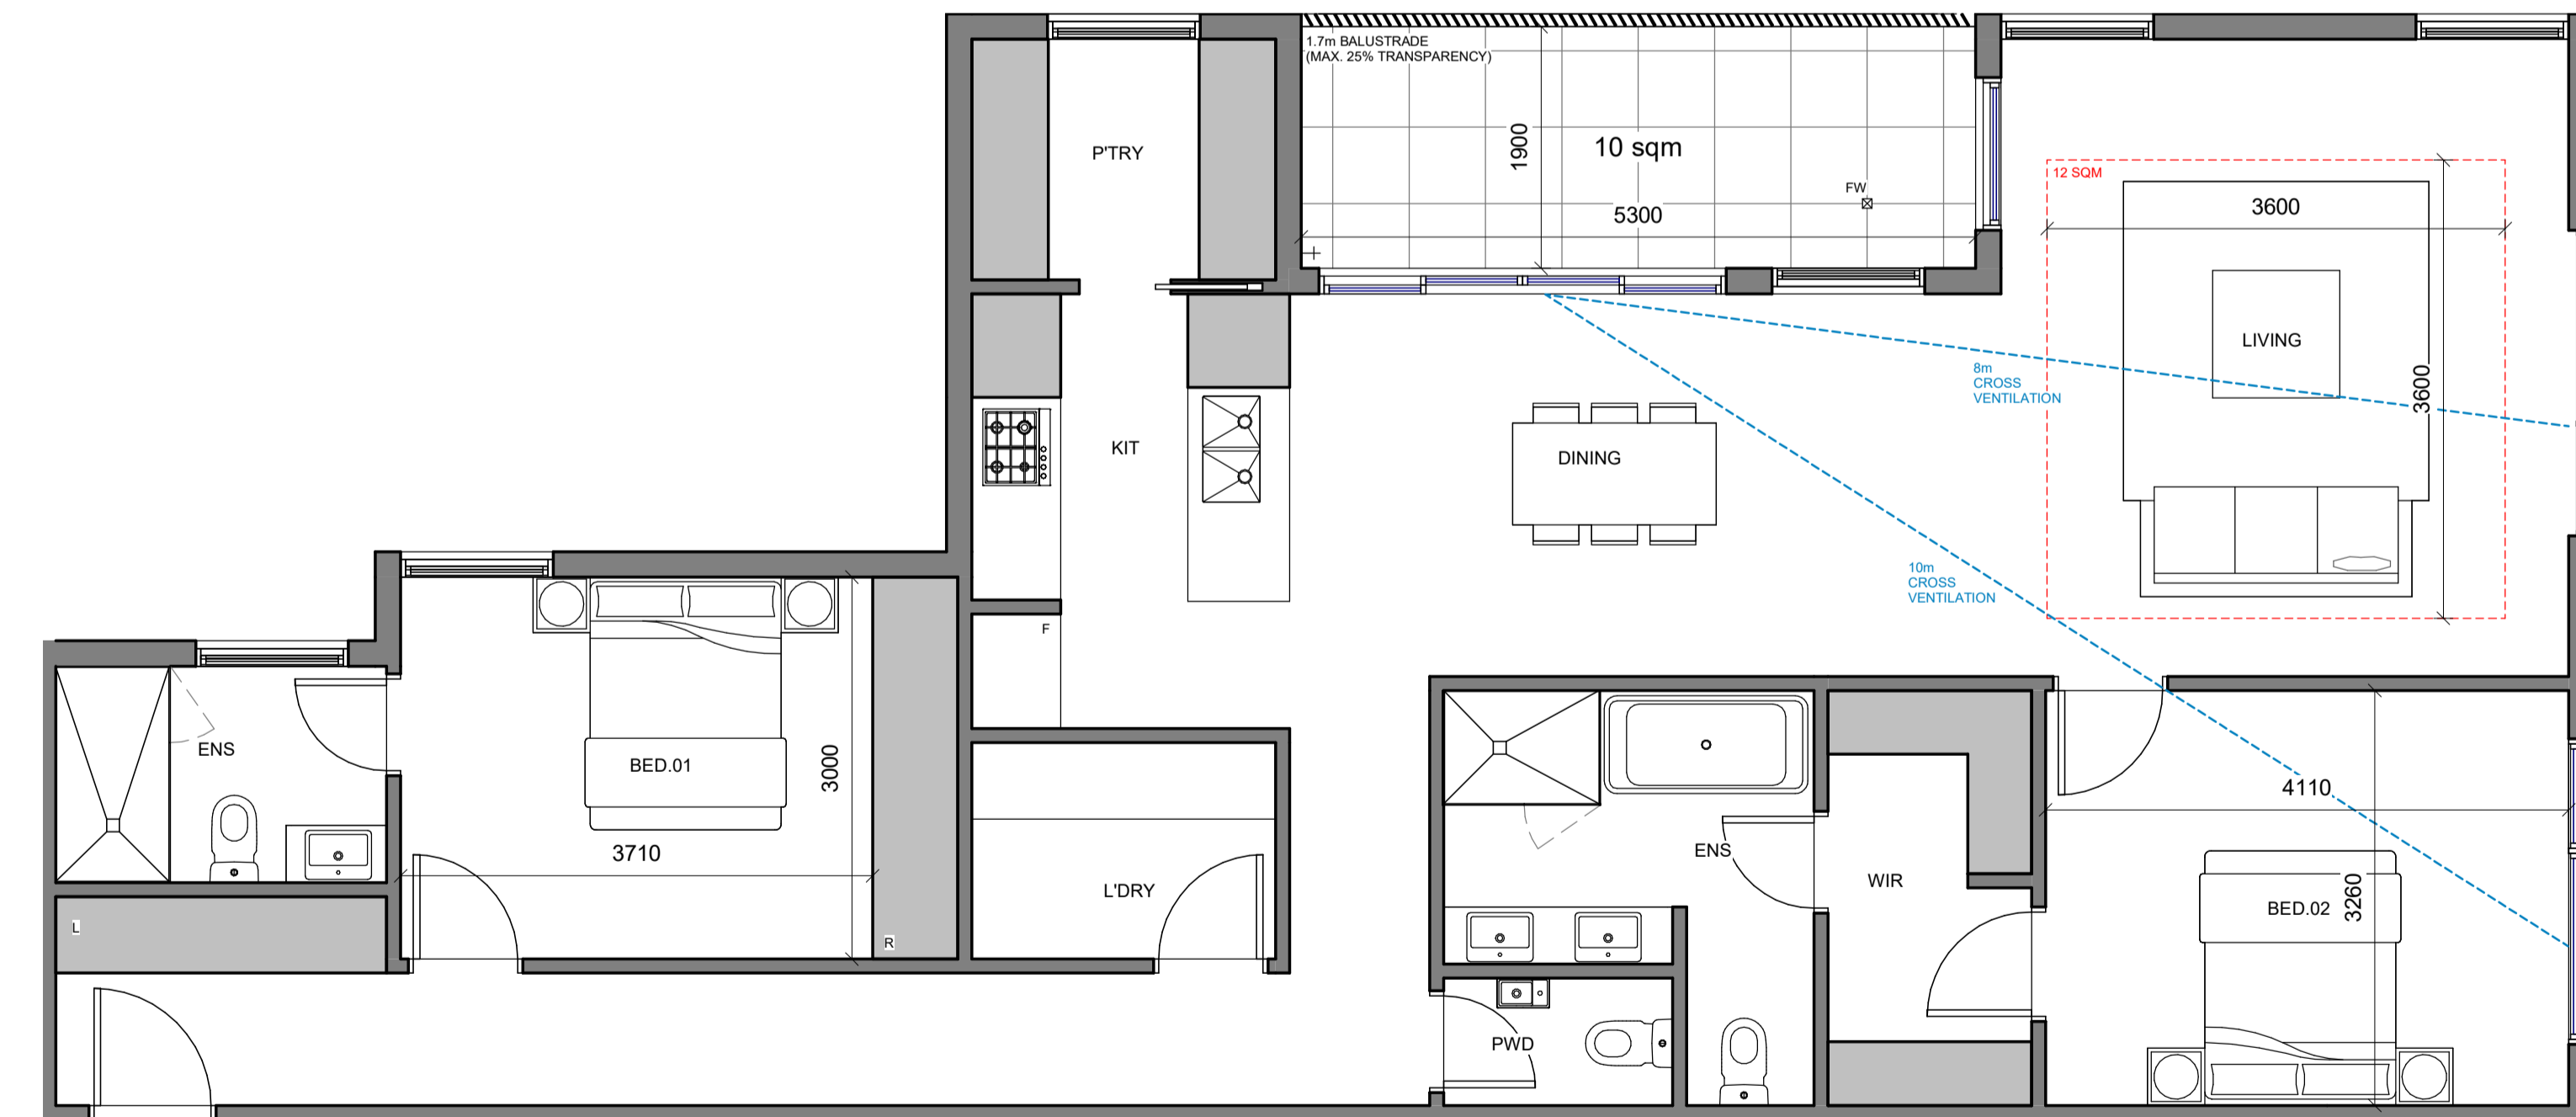 1.7m BALUSTRADE
(MAX. 25% TRANSPARENCY)
P'TRY
1900
10 sqm
FW
5300
12 SQM
3600
LIVING
3600
8m
CROSS
VENTILATION
KIT
DINING
10m
CROSS
VENTILATION
F
ENS
BED.01
3000
3710
L'DRY
L
R
ENS
WIR
4110
BED.02
3260
PWD